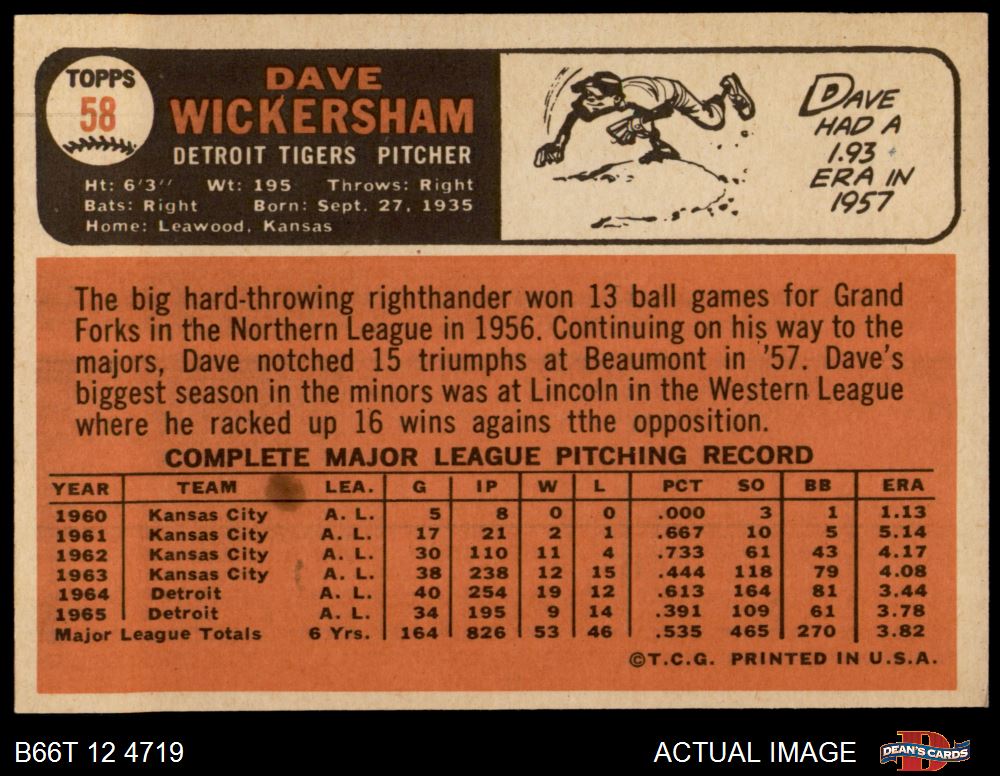 TOPPS
58
DAVE
WICKERSHAM
DETROIT TIGERS PITCHER
Ht: 6'3" Wt: 195 Throws: Right
Bats: Right Born: Sept. 27, 1935
Home: Leawood, Kansas
DAVE
HAD A
1.93
ERA IN
1957
The big hard-throwing righthander won 13 ball games for Grand
Forks in the Northern League in 1956. Continuing on his way to the
majors, Dave notched 15 triumphs at Beaumont in '57. Dave's
biggest season in the minors was at Lincoln in the Western League
where he racked up 16 wins agains tthe opposition.
COMPLETE MAJOR LEAGUE PITCHING RECORD
YEAR TEAM LEA. G IP W L PCT SO BB ERA
1960 Kansas City A. L. 5 8 0 0 .000 3 1 1.13
1961 Kansas City A. L. 17 21 2 1 .667 10 5 5.14
1962 Kansas City A. L. 30 110 11 4 .733 61 43 4.17
1963 Kansas City A. L. 38 238 12 15 .444 118 79 4.08
1964 Detroit A. L. 40 254 19 12 .613 164 81 3.44
1965 Detroit A. L. 34 195 9 14 .391 109 61 3.78
Major League Totals 6 Yrs. 164 826 53 46 .535 465 270 3.82
©T.C.G. PRINTED IN U.S.A.
B66T 12 4719
ACTUAL IMAGE
DEAN'S CARDS